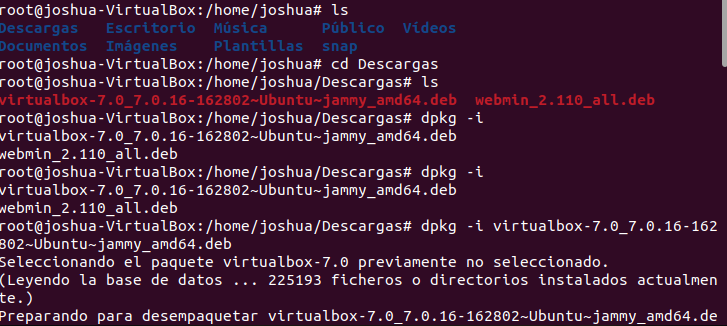 root@joshua-VirtualBox:/home/joshua# ls
Descargas  Escritorio  Música      Público  Vídeos
Documentos  Imágenes    Plantillas  snap
root@joshua-VirtualBox:/home/joshua# cd Descargas
root@joshua-VirtualBox:/home/joshua/Descargas# ls
virtualbox-7.0_7.0.16-162802~Ubuntu~jammy_amd64.deb  webmin_2.110_all.deb
root@joshua-VirtualBox:/home/joshua/Descargas# dpkg -i
virtualbox-7.0_7.0.16-162802~Ubuntu~jammy_amd64.deb
webmin_2.110_all.deb
root@joshua-VirtualBox:/home/joshua/Descargas# dpkg -i
virtualbox-7.0_7.0.16-162802~Ubuntu~jammy_amd64.deb
webmin_2.110_all.deb
root@joshua-VirtualBox:/home/joshua/Descargas# dpkg -i virtualbox-7.0_7.0.16-162
802~Ubuntu~jammy_amd64.deb
Seleccionando el paquete virtualbox-7.0 previamente no seleccionado.
(Leyendo la base de datos ... 225193 ficheros o directorios instalados actualmen
te.)
Preparando para desempaquetar virtualbox-7.0_7.0.16-162802~Ubuntu~jammy_amd64.de